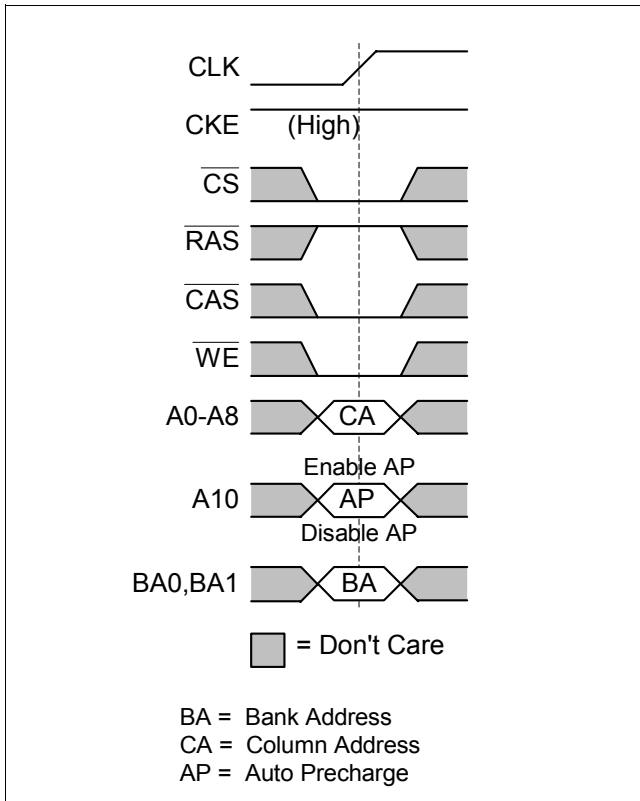 CLK
CKE (High)
CS
RAS
CAS
WE
A0-A8 CA
Enable AP
A10 AP
Disable AP
BA0,BA1 BA
= Don't Care
BA = Bank Address
CA = Column Address
AP = Auto Precharge